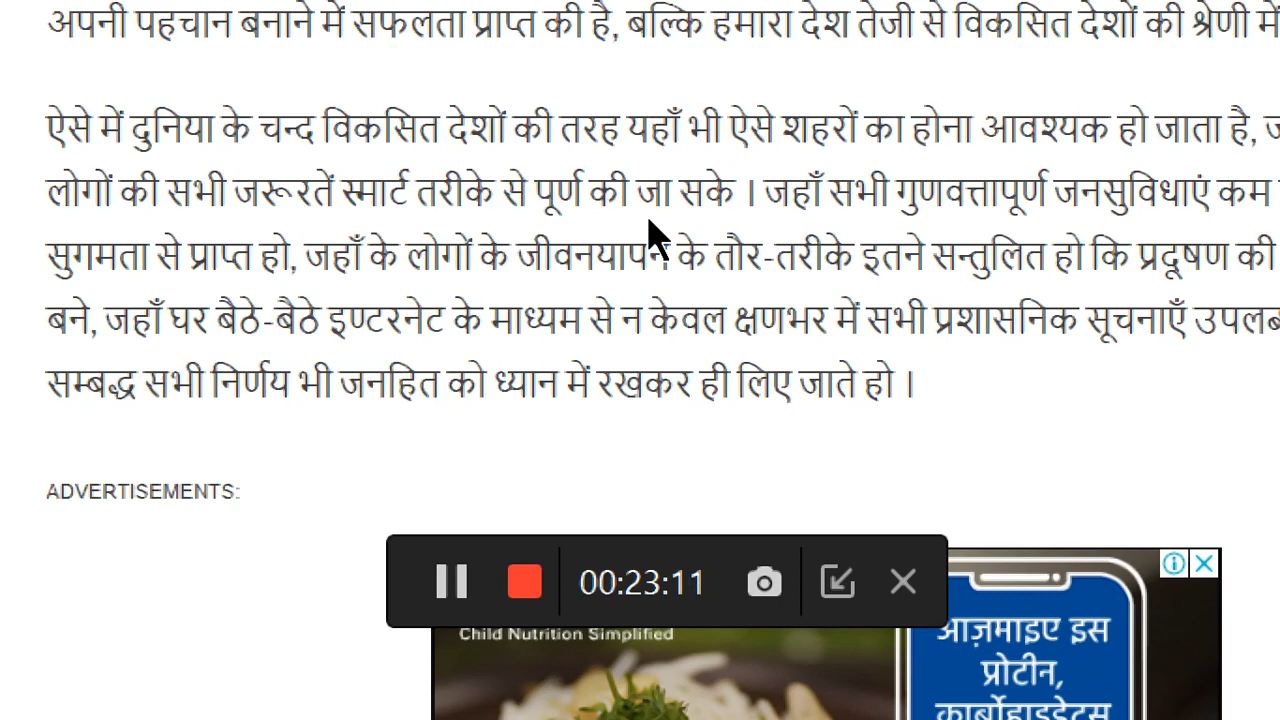 अपनी पहचान बनाने में सफलता प्राप्त की है, बल्कि हमारा देश तेजी से विकसित देशों की श्रेणी में
ऐसे में दुनिया के चन्द विकसित देशों की तरह यहाँ भी ऐसे शहरों का होना आवश्यक हो जाता है,
लोगों की सभी जरूरतें स्मार्ट तरीके से पूर्ण की जा सके । जहाँ सभी गुणवत्तापूर्ण जनसुविधाएं कम
सुगमता से प्राप्त हो, जहाँ के लोगों के जीवनयापन के तौर-तरीके इतने सन्तुलित हो कि प्रदूषण की
बने, जहाँ घर बैठे-बैठे इण्टरनेट के माध्यम से न केवल क्षणभर में सभी प्रशासनिक सूचनाएँ
सम्बद्ध सभी निर्णय भी जनहित को ध्यान में रखकर ही लिए जाते हो ।
ADVERTISEMENTS:
00:23:11
Child Nutrition Simplified
आज़माइए इस
प्रोटीन,
कार्बोहाइड्रेट्स